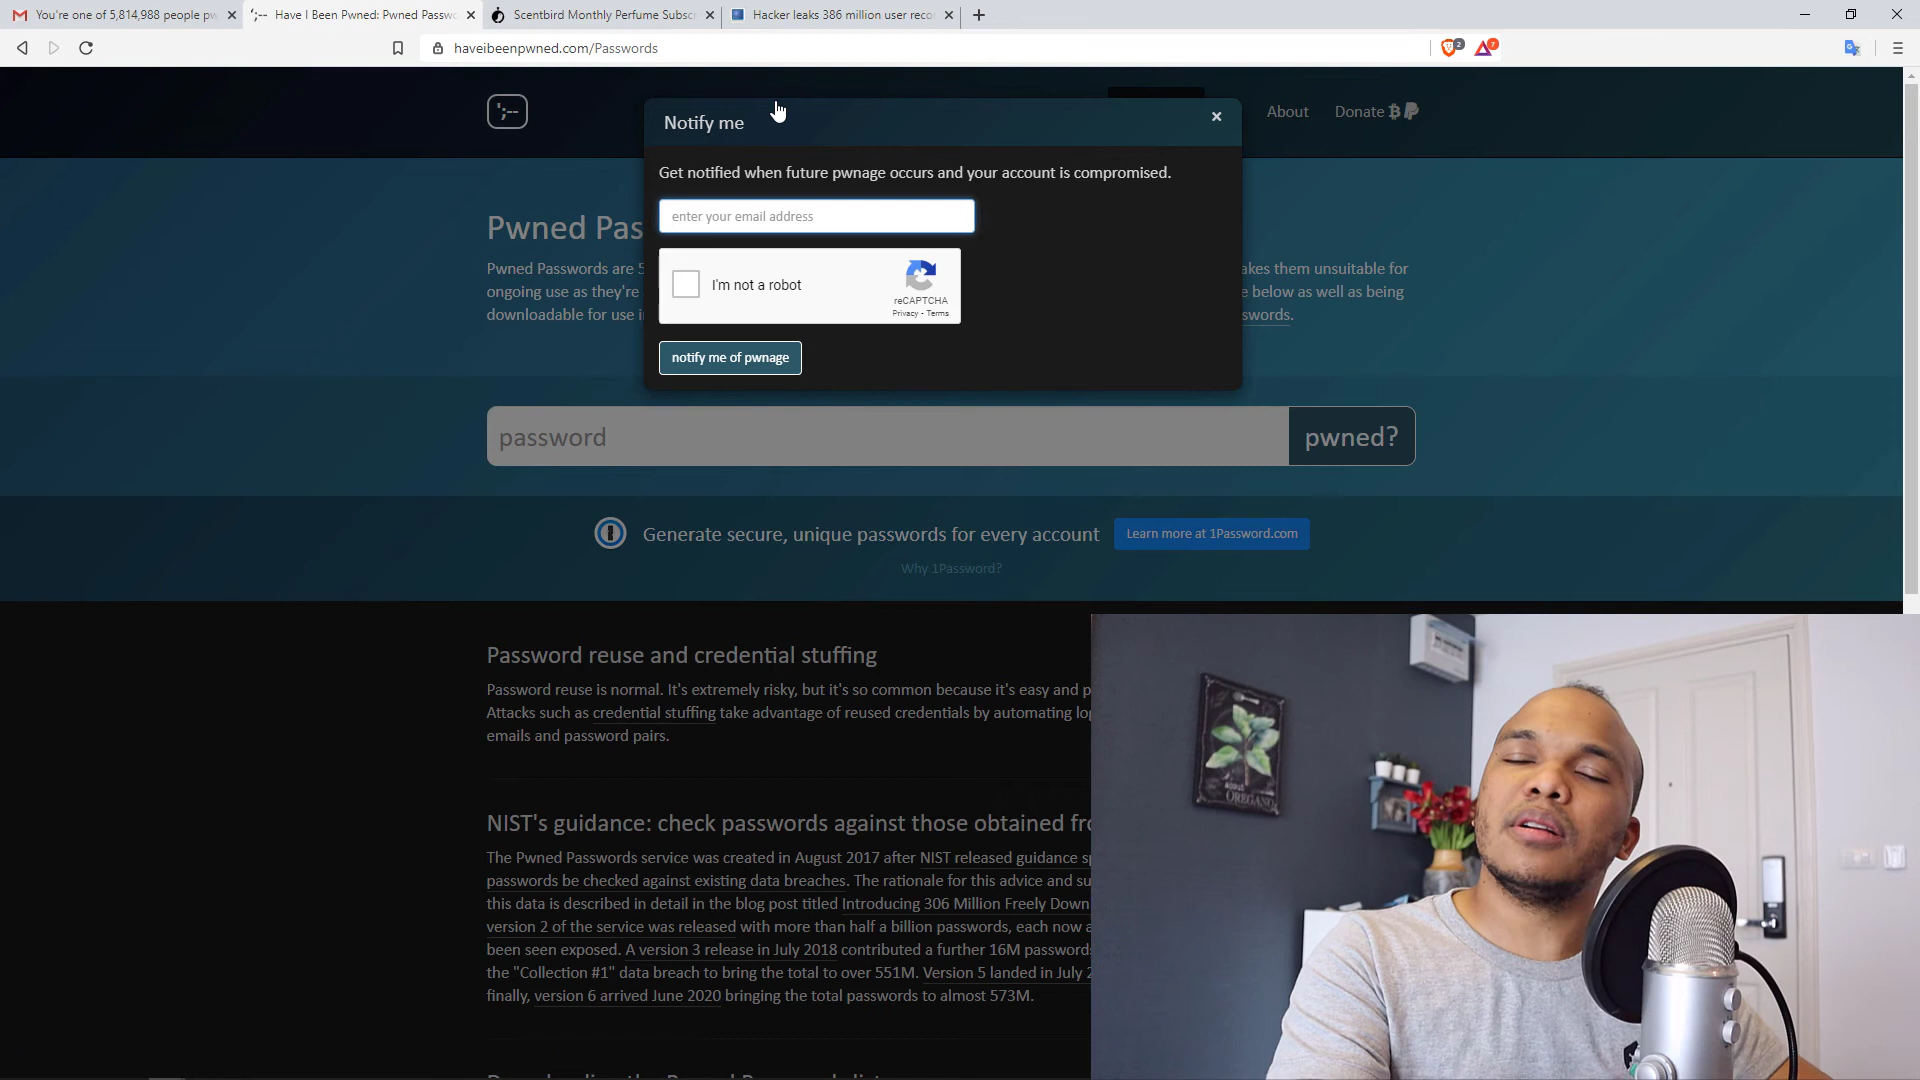 You're one of 5,814,988 people pw
Have I Been Pwned: Pwned Passwo
Scentbird Monthly Perfume Subsc
Hacker leaks 386 million user reco
haveibeenpwned.com/Passwords
2
7
';--
About
Donate
Notify me
×
Get notified when future pwnage occurs and your account is compromised.
enter your email address
I'm not a robot
reCAPTCHA
Privacy - Terms
notify me of pwnage
Pwned Pas
Pwned Passwords are 5
akes them unsuitable for
ongoing use as they're
e below as well as being
downloadable for use i
swords.
password
pwned?
Generate secure, unique passwords for every account
Learn more at 1Password.com
Why 1Password?
Password reuse and credential stuffing
Password reuse is normal. It's extremely risky, but it's so common because it's easy and p
Attacks such as credential stuffing take advantage of reused credentials by automating lo
emails and password pairs.
NIST's guidance: check passwords against those obtained fr
The Pwned Passwords service was created in August 2017 after NIST released guidance s
passwords be checked against existing data breaches. The rationale for this advice and su
this data is described in detail in the blog post titled Introducing 306 Million Freely Down
version 2 of the service was released with more than half a billion passwords, each now a
been seen exposed. A version 3 release in July 2018 contributed a further 16M passwords
the "Collection #1" data breach to bring the total to over 551M. Version 5 landed in July 2
finally, version 6 arrived June 2020 bringing the total passwords to almost 573M.
OREGANO